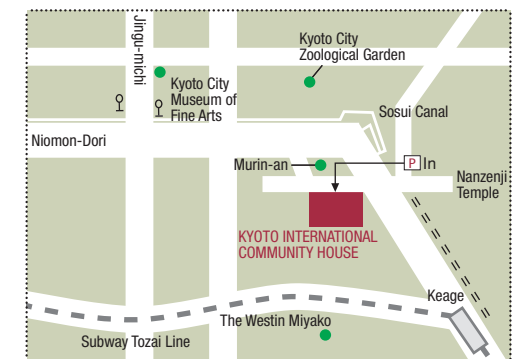 Jingu-michi
Kyoto City
Zoological Garden
Kyoto City
Museum of
Fine Arts
Sosui Canal
Niomon-Dori
Murin-an
P In
Nanzenji
Temple
KYOTO INTERNATIONAL
COMMUNITY HOUSE
Keage
The Westin Miyako
Subway Tozai Line